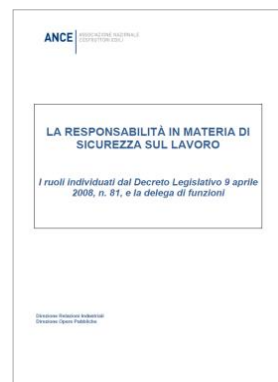 ANCE
ASSOCIAZIONE NAZIONALE
COSTRUTTORI EDILI
LA RESPONSABILITÀ IN MATERIA DI
SICUREZZA SUL LAVORO
I ruoli individuati dal Decreto Legislativo 9 aprile
2008, n. 81, e la delega di funzioni
Direzione Relazioni Industriali
Direzione Opere Pubbliche